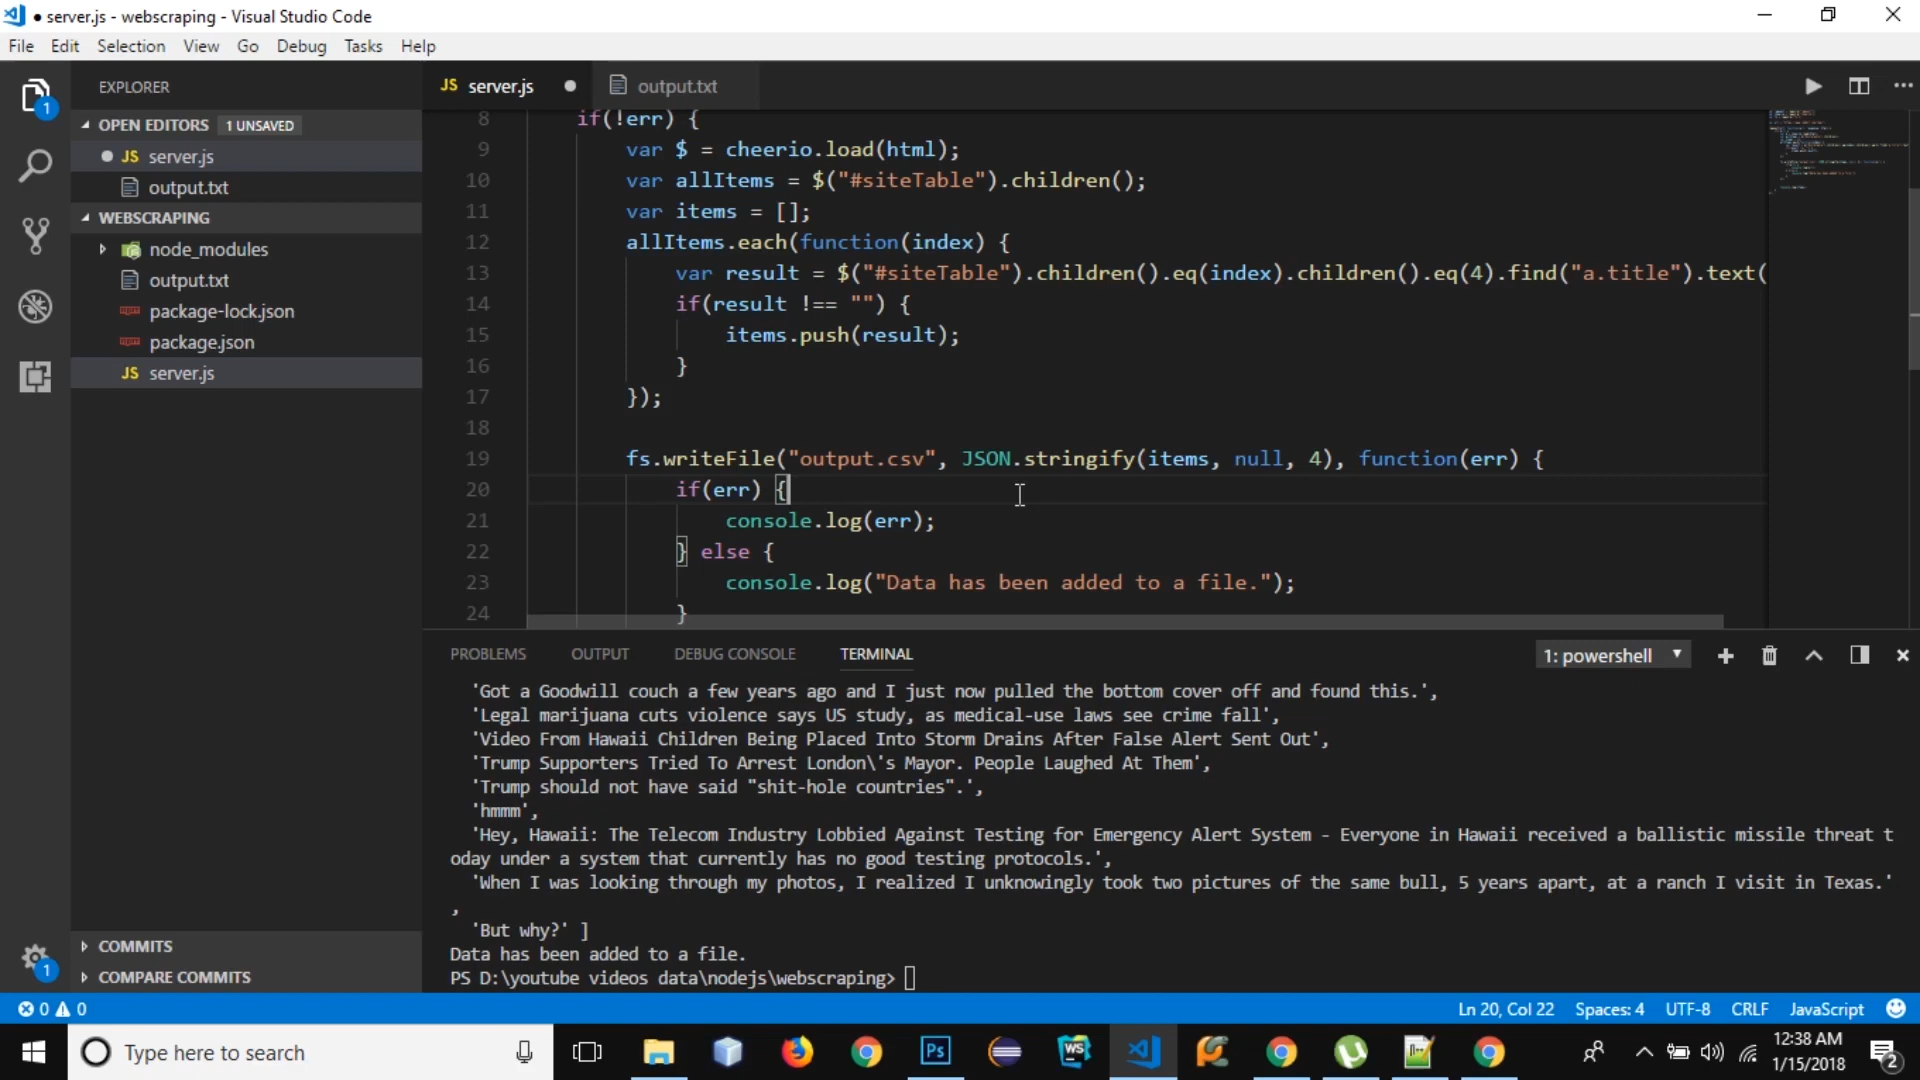 ● server.js - webscraping - Visual Studio Code
File Edit Selection View Go Debug Tasks Help
1
EXPLORER
OPEN EDITORS 1 UNSAVED
● JS server.js
output.txt
WEBSCRAPING
node_modules
output.txt
package-lock.json
package.json
JS server.js
COMMITS
COMPARE COMMITS
1
JS server.js ●
output.txt
8 if(!err) {
9 var $ = cheerio.load(html);
10 var allItems = $("#siteTable").children();
11 var items = [];
12 allItems.each(function(index) {
13 var result = $("#siteTable").children().eq(index).children().eq(4).find("a.title").text(
14 if(result !== "") {
15 items.push(result);
16 }
17 });
18
19 fs.writeFile("output.csv", JSON.stringify(items, null, 4), function(err) {
20 if(err) {
21 console.log(err);
22 } else {
23 console.log("Data has been added to a file.");
24 }
PROBLEMS OUTPUT DEBUG CONSOLE TERMINAL
1: powershell
'Got a Goodwill couch a few years ago and I just now pulled the bottom cover off and found this.',
'Legal marijuana cuts violence says US study, as medical-use laws see crime fall',
'Video From Hawaii Children Being Placed Into Storm Drains After False Alert Sent Out',
'Trump Supporters Tried To Arrest London\'s Mayor. People Laughed At Them',
'Trump should not have said "shit-hole countries".',
'hmmm',
'Hey, Hawaii: The Telecom Industry Lobbied Against Testing for Emergency Alert System - Everyone in Hawaii received a ballistic missile threat t
oday under a system that currently has no good testing protocols.',
'When I was looking through my photos, I realized I unknowingly took two pictures of the same bull, 5 years apart, at a ranch I visit in Texas.'
,
'But why?' ]
Data has been added to a file.
PS D:\youtube videos data\nodejs\webscraping>
0 0
Ln 20, Col 22 Spaces: 4 UTF-8 CRLF JavaScript
Type here to search
Ps
WS
12:38 AM
1/15/2018
2